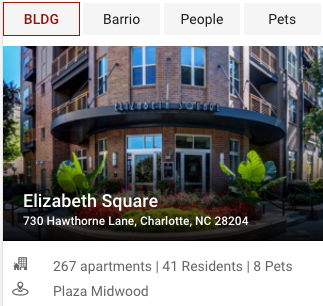 BLDG Barrio People Pets
ELIZABETH SQUARE
Elizabeth Square
730 Hawthorne Lane, Charlotte, NC 28204
267 apartments | 41 Residents | 8 Pets
Plaza Midwood